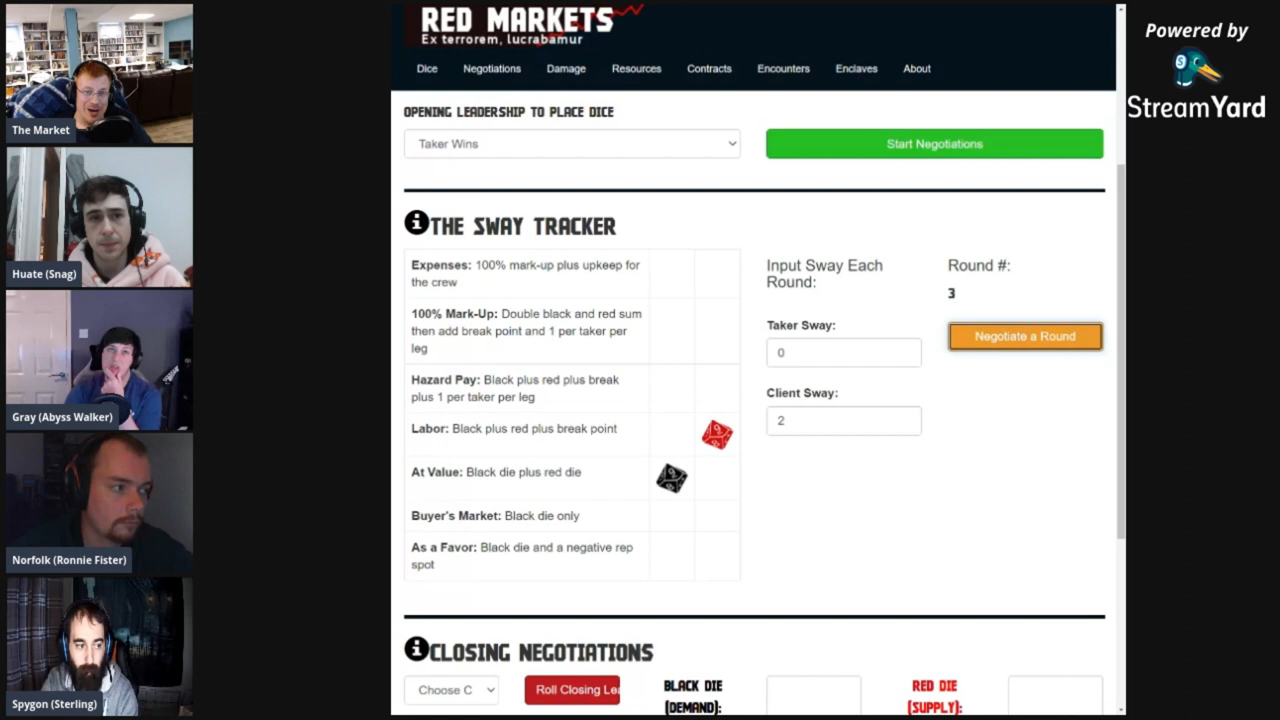 The Market
Huate (Snag)
Gray (Abyss Walker)
Norfolk (Ronnie Fister)
Spygon (Sterling)
RED MARKETS
Ex terrorem, lucrabamur
Dice Negotiations Damage Resources Contracts Encounters Enclaves About
OPENING LEADERSHIP TO PLACE DICE
Taker Wins
Start Negotiations
THE SWAY TRACKER
Expenses: 100% mark-up plus upkeep for
the crew
100% Mark-Up: Double black and red sum
then add break point and 1 per taker per
leg
Hazard Pay: Black plus red plus break
plus 1 per taker per leg
Labor: Black plus red plus break point
At Value: Black die plus red die
Buyer's Market: Black die only
As a Favor: Black die and a negative rep
spot
Input Sway Each
Round:
Taker Sway:
0
Client Sway:
2
Round #:
3
Negotiate a Round
CLOSING NEGOTIATIONS
Choose C
Roll Closing Lea
BLACK DIE
(DEMAND):
RED DIE
(SUPPLY):
Powered by
StreamYard